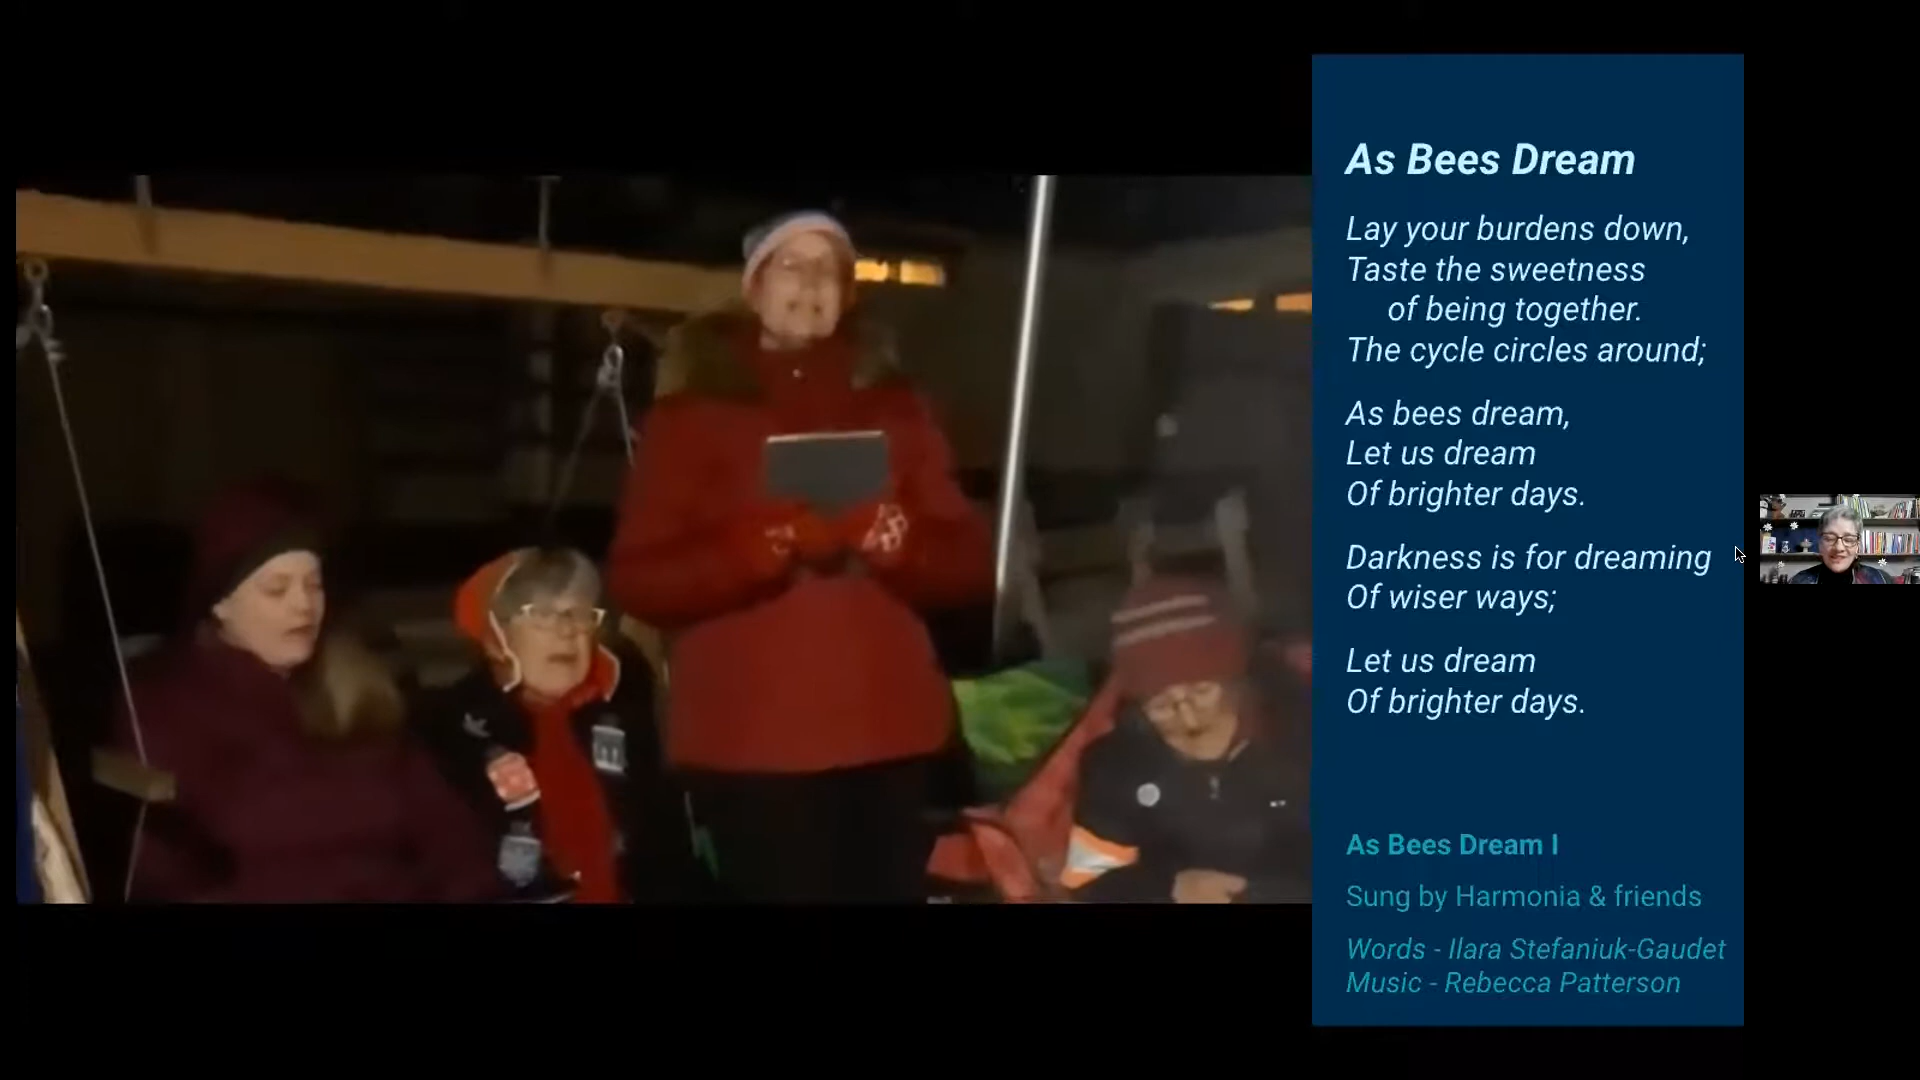 As Bees Dream
Lay your burdens down,
Taste the sweetness
of being together.
The cycle circles around;
As bees dream,
Let us dream
Of brighter days.
Darkness is for dreaming
Of wiser ways;
Let us dream
Of brighter days.
As Bees Dream I
Sung by Harmonia & friends
Words - Ilara Stefaniuk-Gaudet
Music - Rebecca Patterson